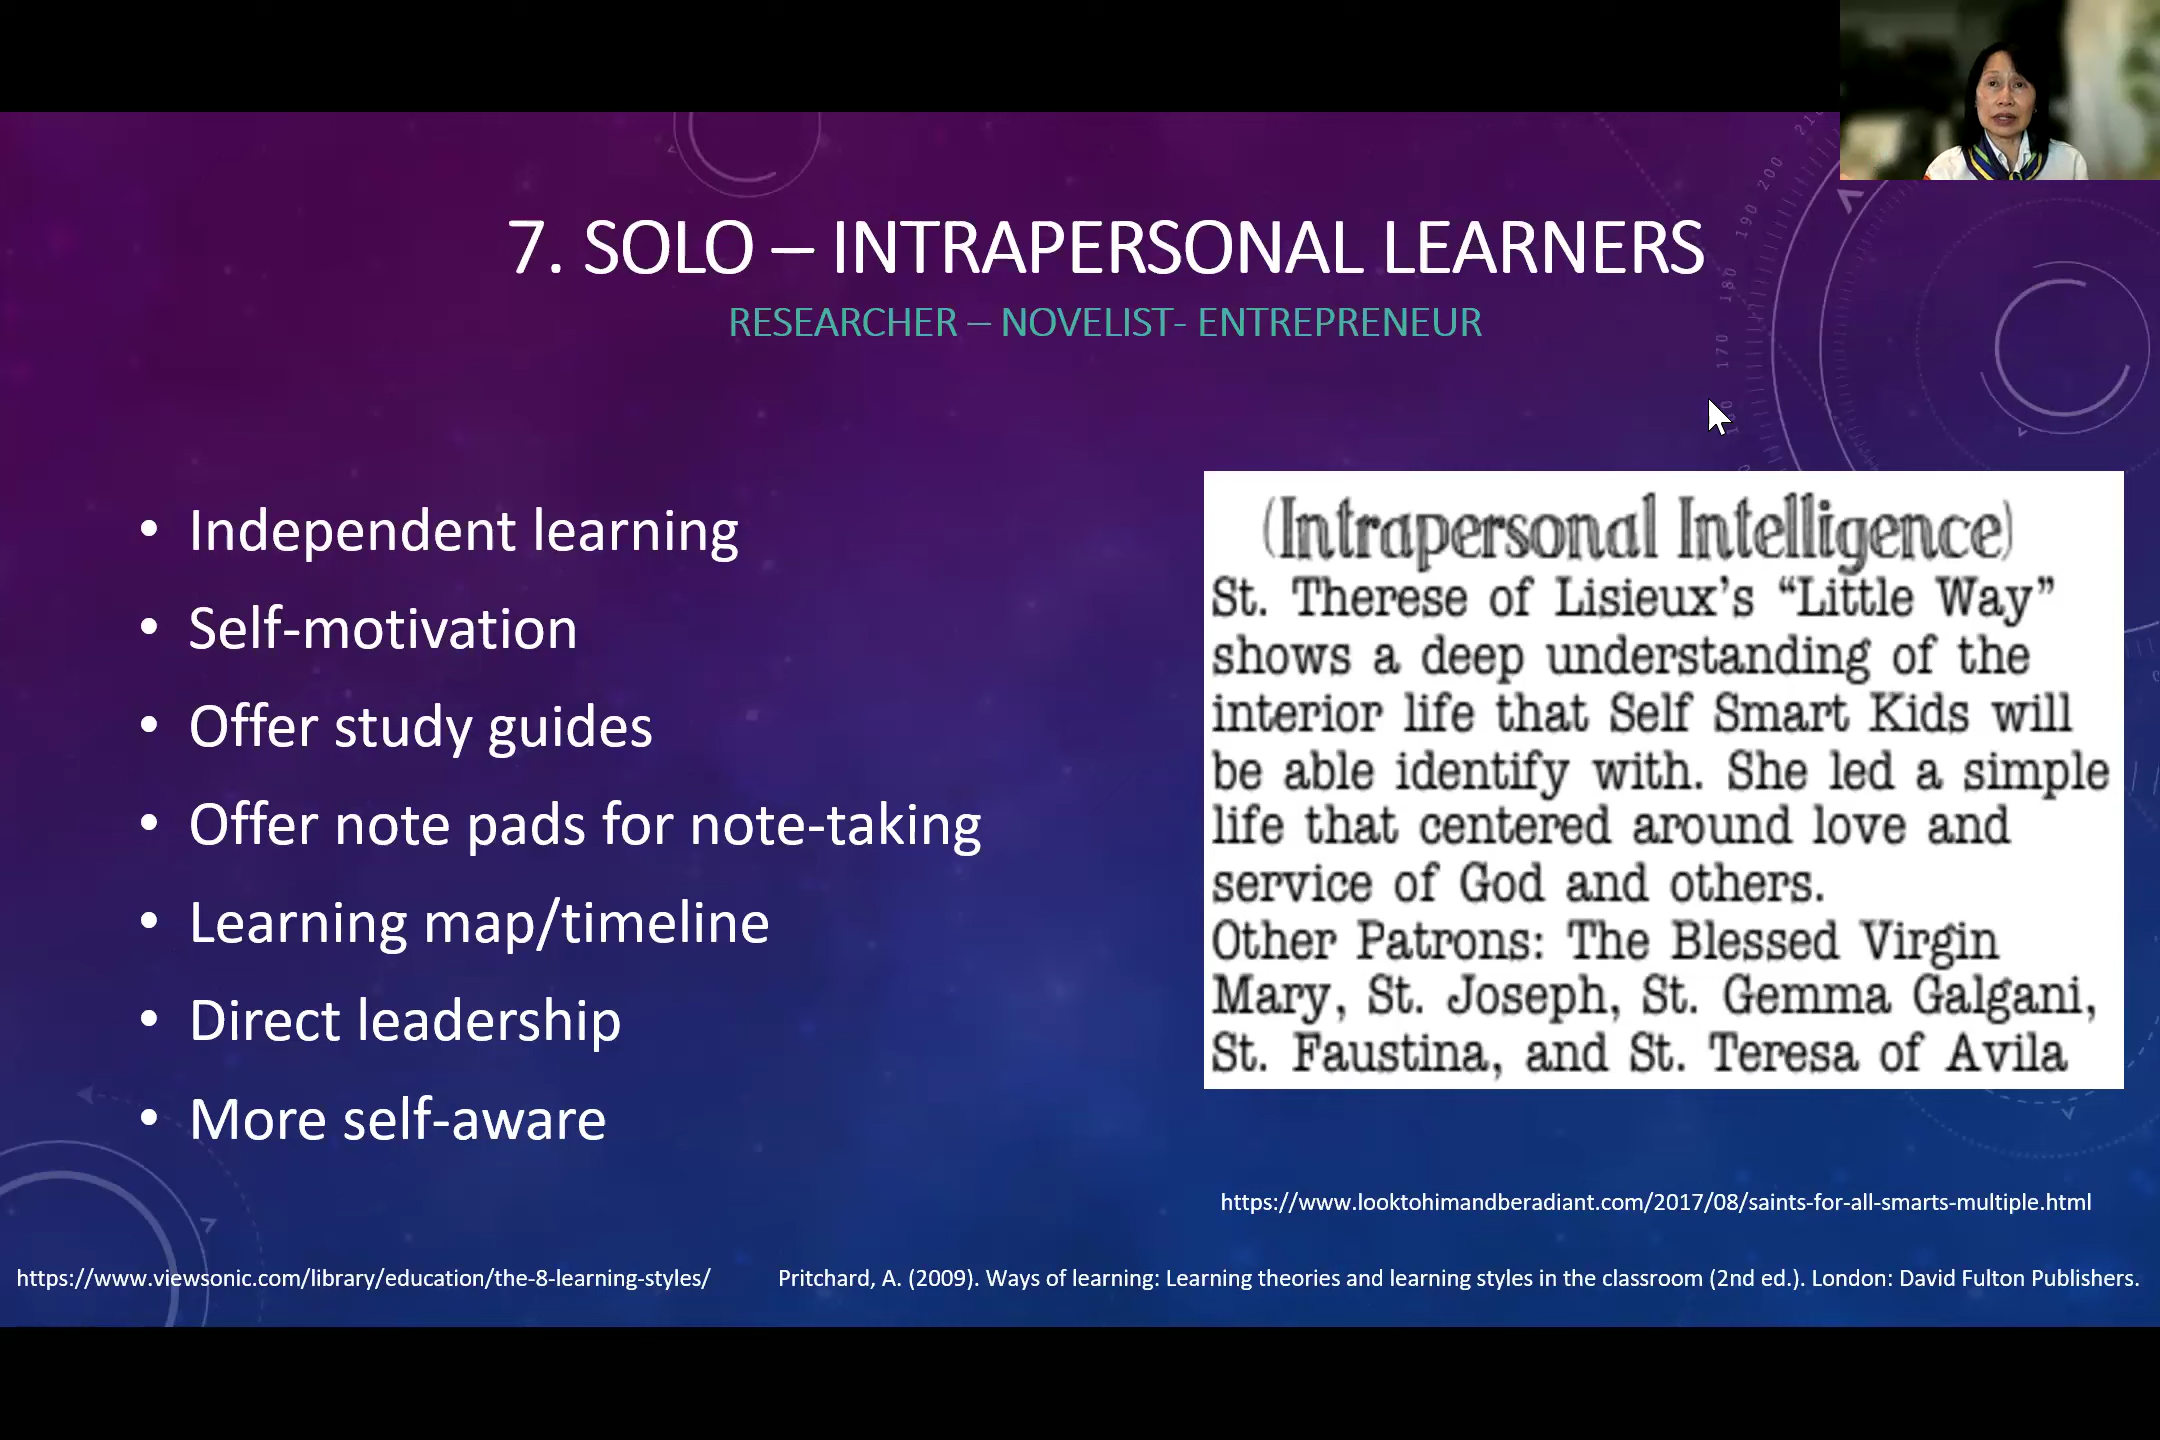 7. SOLO – INTRAPERSONAL LEARNERS
RESEARCHER – NOVELIST- ENTREPRENEUR
• Independent learning
• Self-motivation
• Offer study guides
• Offer note pads for note-taking
• Learning map/timeline
• Direct leadership
• More self-aware
(Intrapersonal Intelligence)
St. Therese of Lisieux’s “Little Way”
shows a deep understanding of the
interior life that Self Smart Kids will
be able identify with. She led a simple
life that centered around love and
service of God and others.
Other Patrons: The Blessed Virgin
Mary, St. Joseph, St. Gemma Galgani,
St. Faustina, and St. Teresa of Avila
https://www.looktohimandberadiant.com/2017/08/saints-for-all-smarts-multiple.html
https://www.viewsonic.com/library/education/the-8-learning-styles/
Pritchard, A. (2009). Ways of learning: Learning theories and learning styles in the classroom (2nd ed.). London: David Fulton Publishers.
200
190
180
170